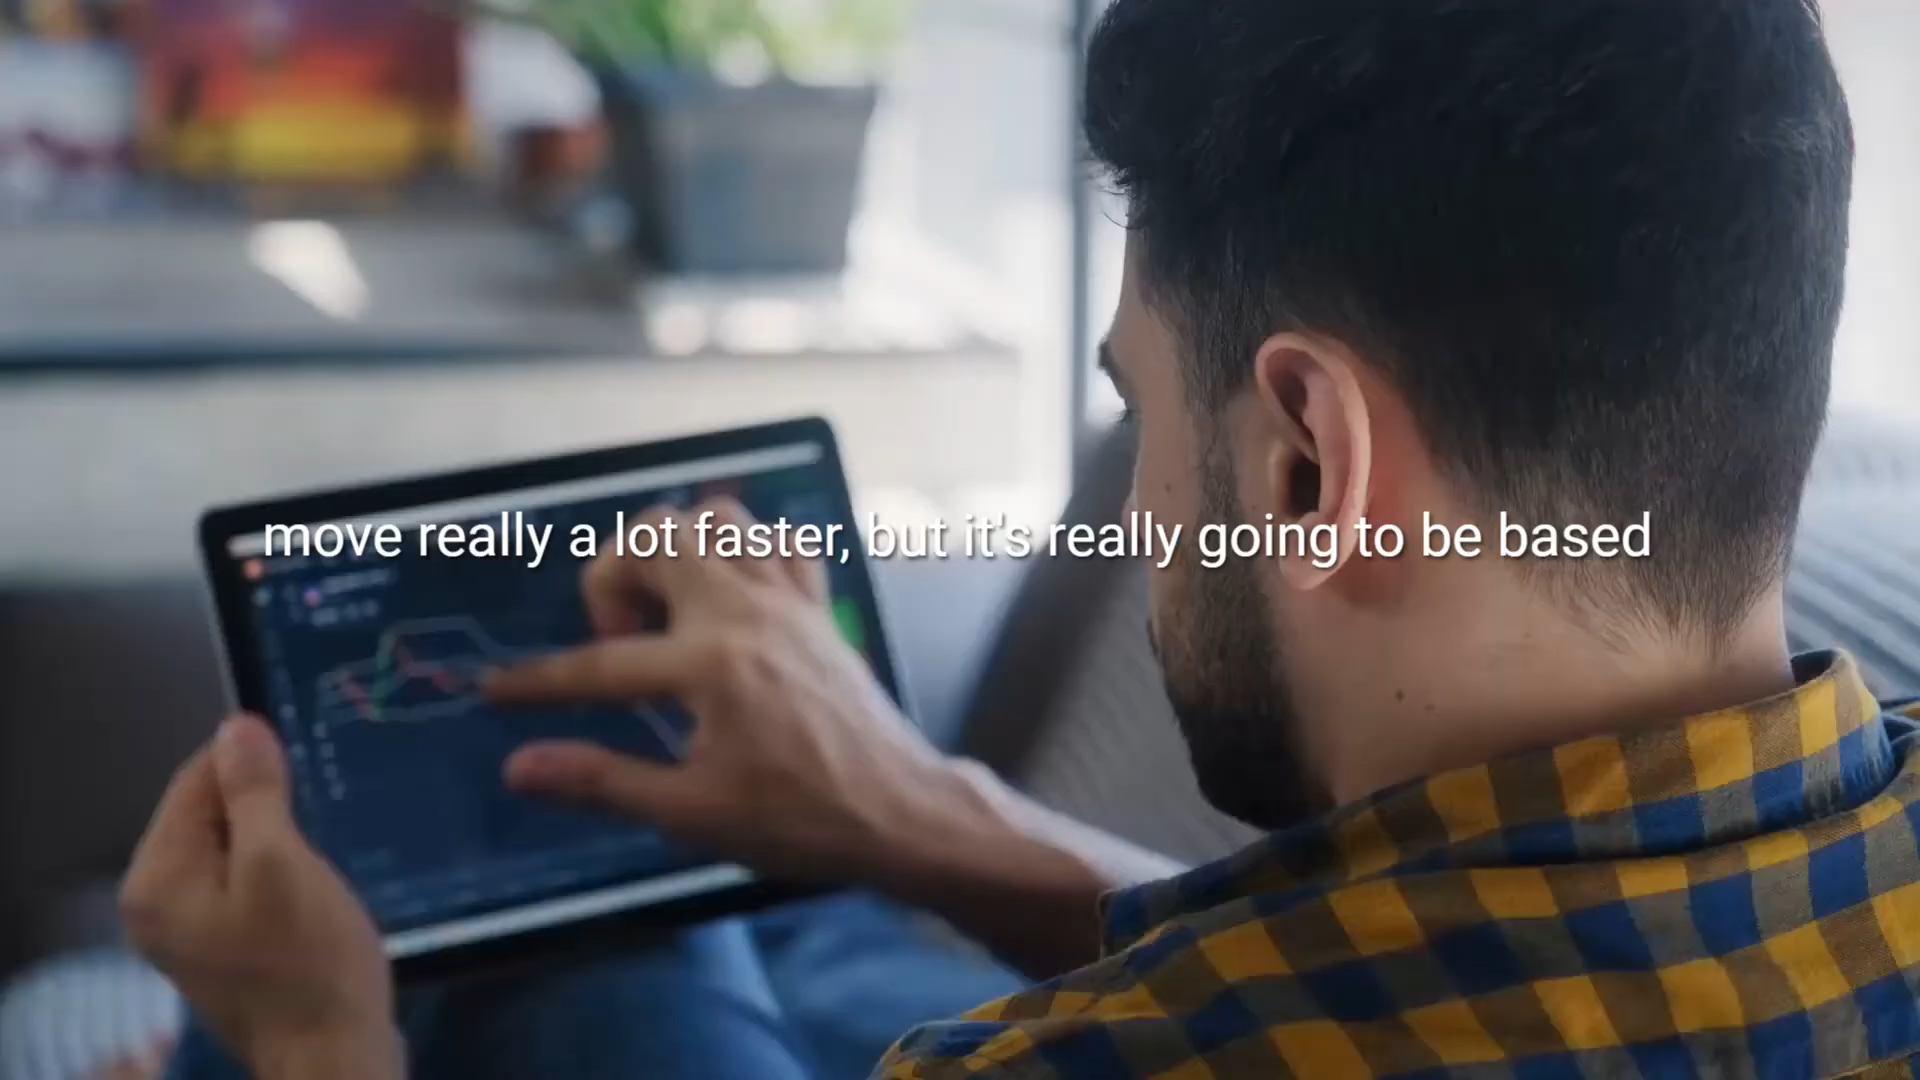 move really a lot faster, but it's really going to be based